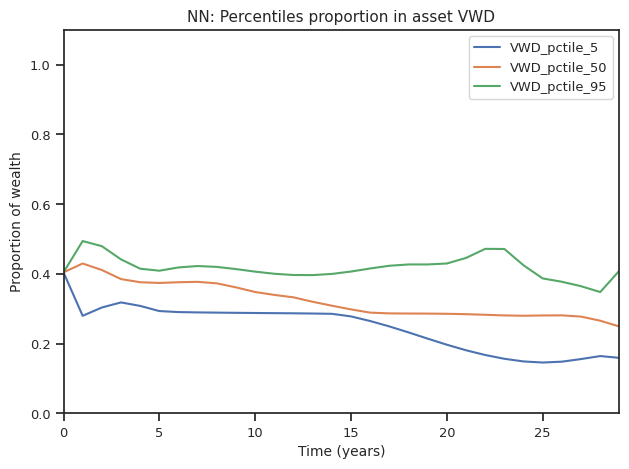 NN: Percentiles proportion in asset VWD
VWD_pctile_5
VWD_pctile_50
VWD_pctile_95
Proportion of wealth
1.0
0.8
0.6
0.4
0.2
0.0
0 5 10 15 20 25
Time (years)